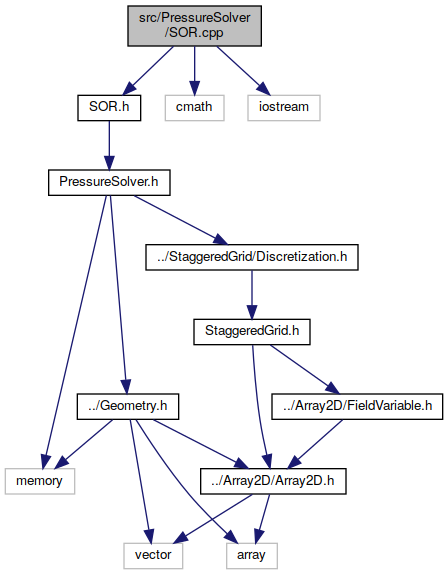 src/PressureSolver
/SOR.cpp
SOR.h
cmath
iostream
PressureSolver.h
../StaggeredGrid/Discretization.h
StaggeredGrid.h
../Geometry.h
../Array2D/FieldVariable.h
memory
../Array2D/Array2D.h
vector
array